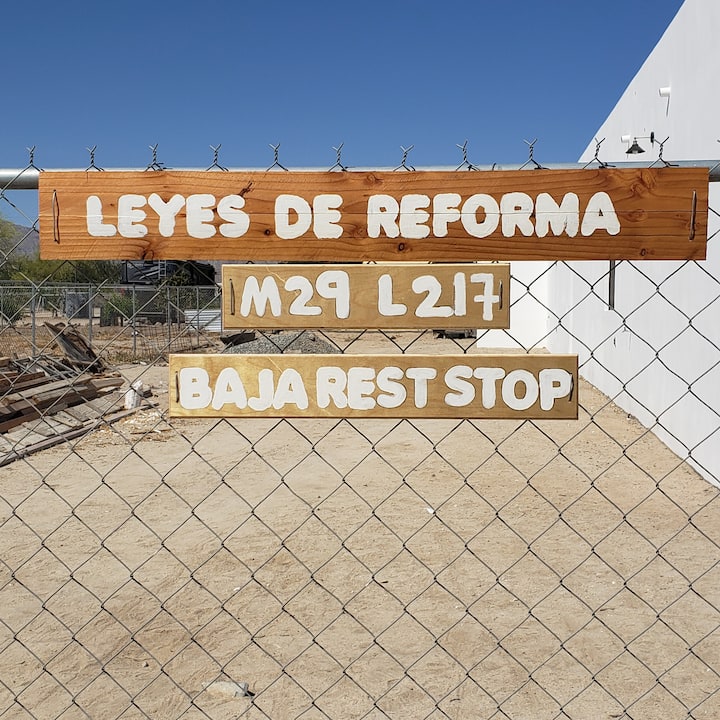 LEYES DE REFORMA
M29 L217
BAJA REST STOP